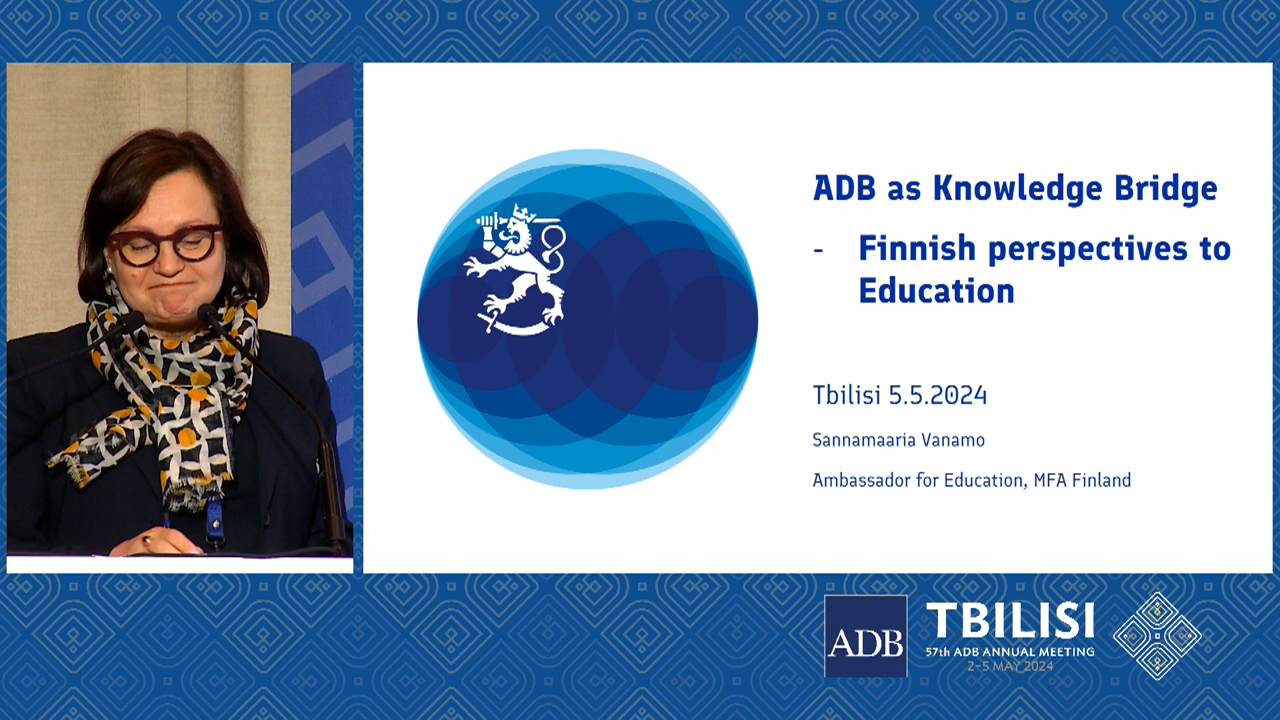 ADB as Knowledge Bridge
- Finnish perspectives to
Education
Tbilisi 5.5.2024
Sannamaaria Vanamo
Ambassador for Education, MFA Finland
ADB
TBILISI
57th ADB ANNUAL MEETING
2-5 MAY 2024